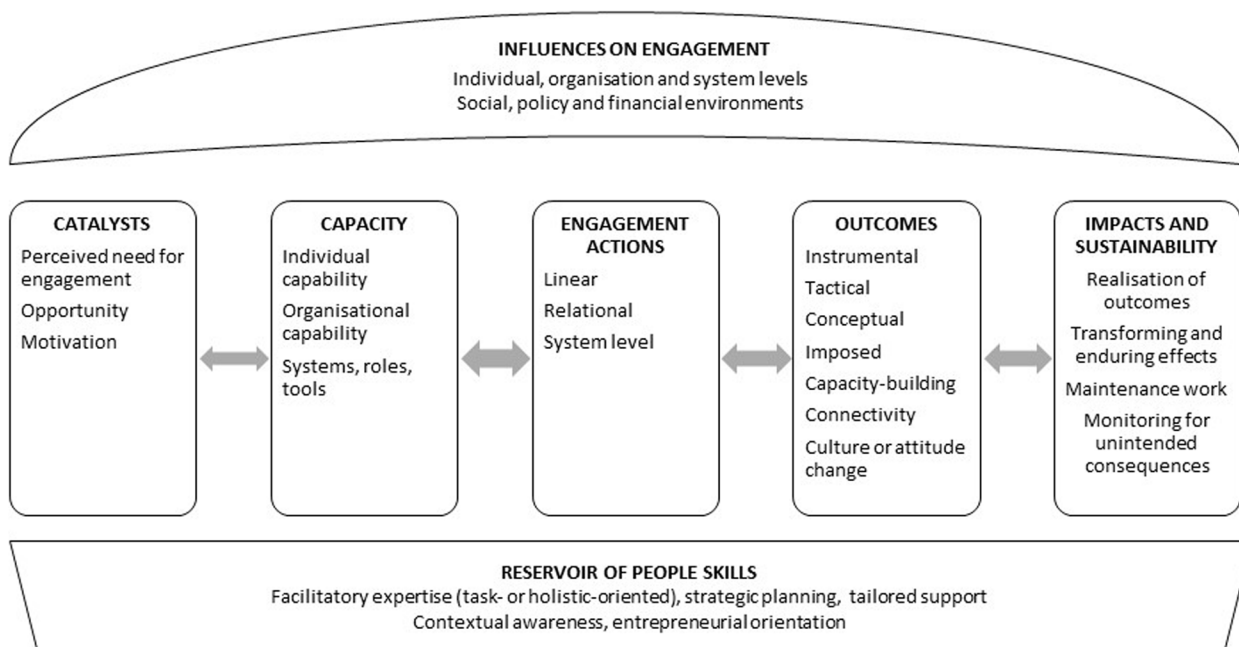 INFLUENCES ON ENGAGEMENT
Individual, organisation and system levels
Social, policy and financial environments
CATALYSTS
Perceived need for
engagement
Opportunity
Motivation
CAPACITY
Individual
capability
Organisational
capability
Systems, roles,
tools
ENGAGEMENT
ACTIONS
Linear
Relational
System level
OUTCOMES
Instrumental
Tactical
Conceptual
Imposed
Capacity-building
Connectivity
Culture or attitude
change
IMPACTS AND
SUSTAINABILITY
Realisation of
outcomes
Transforming and
enduring effects
Maintenance work
Monitoring for
unintended
consequences
RESERVOIR OF PEOPLE SKILLS
Facilitatory expertise (task- or holistic-oriented), strategic planning, tailored support
Contextual awareness, entrepreneurial orientation